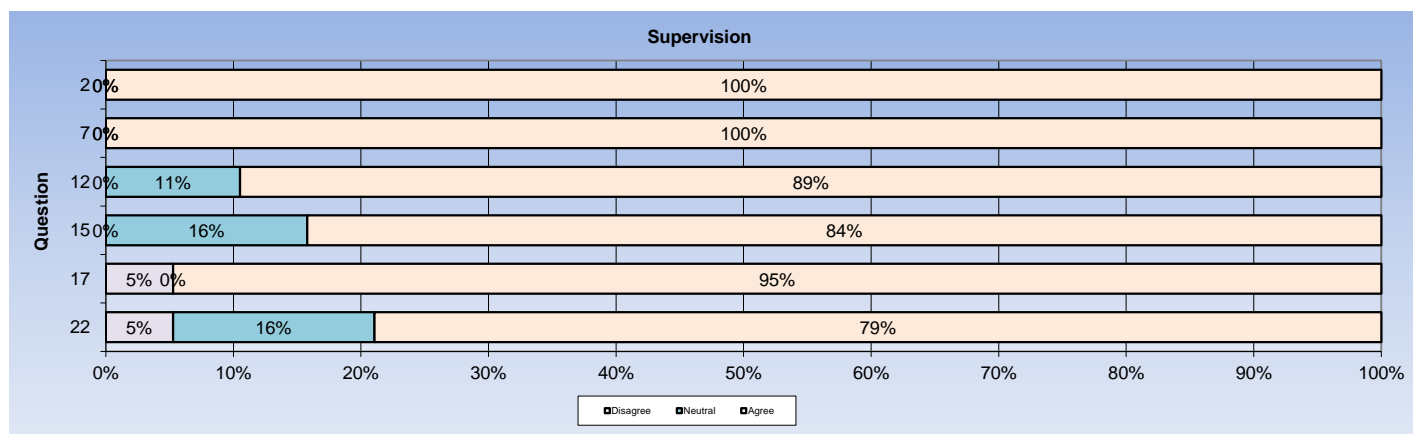 Supervision
2 0% 0% 100%
7 0% 0% 100%
12 0% 11% 89%
15 0% 16% 84%
17 5% 0% 95%
22 5% 16% 79%
Question
0% 10% 20% 30% 40% 50% 60% 70% 80% 90% 100%
Disagree Neutral Agree